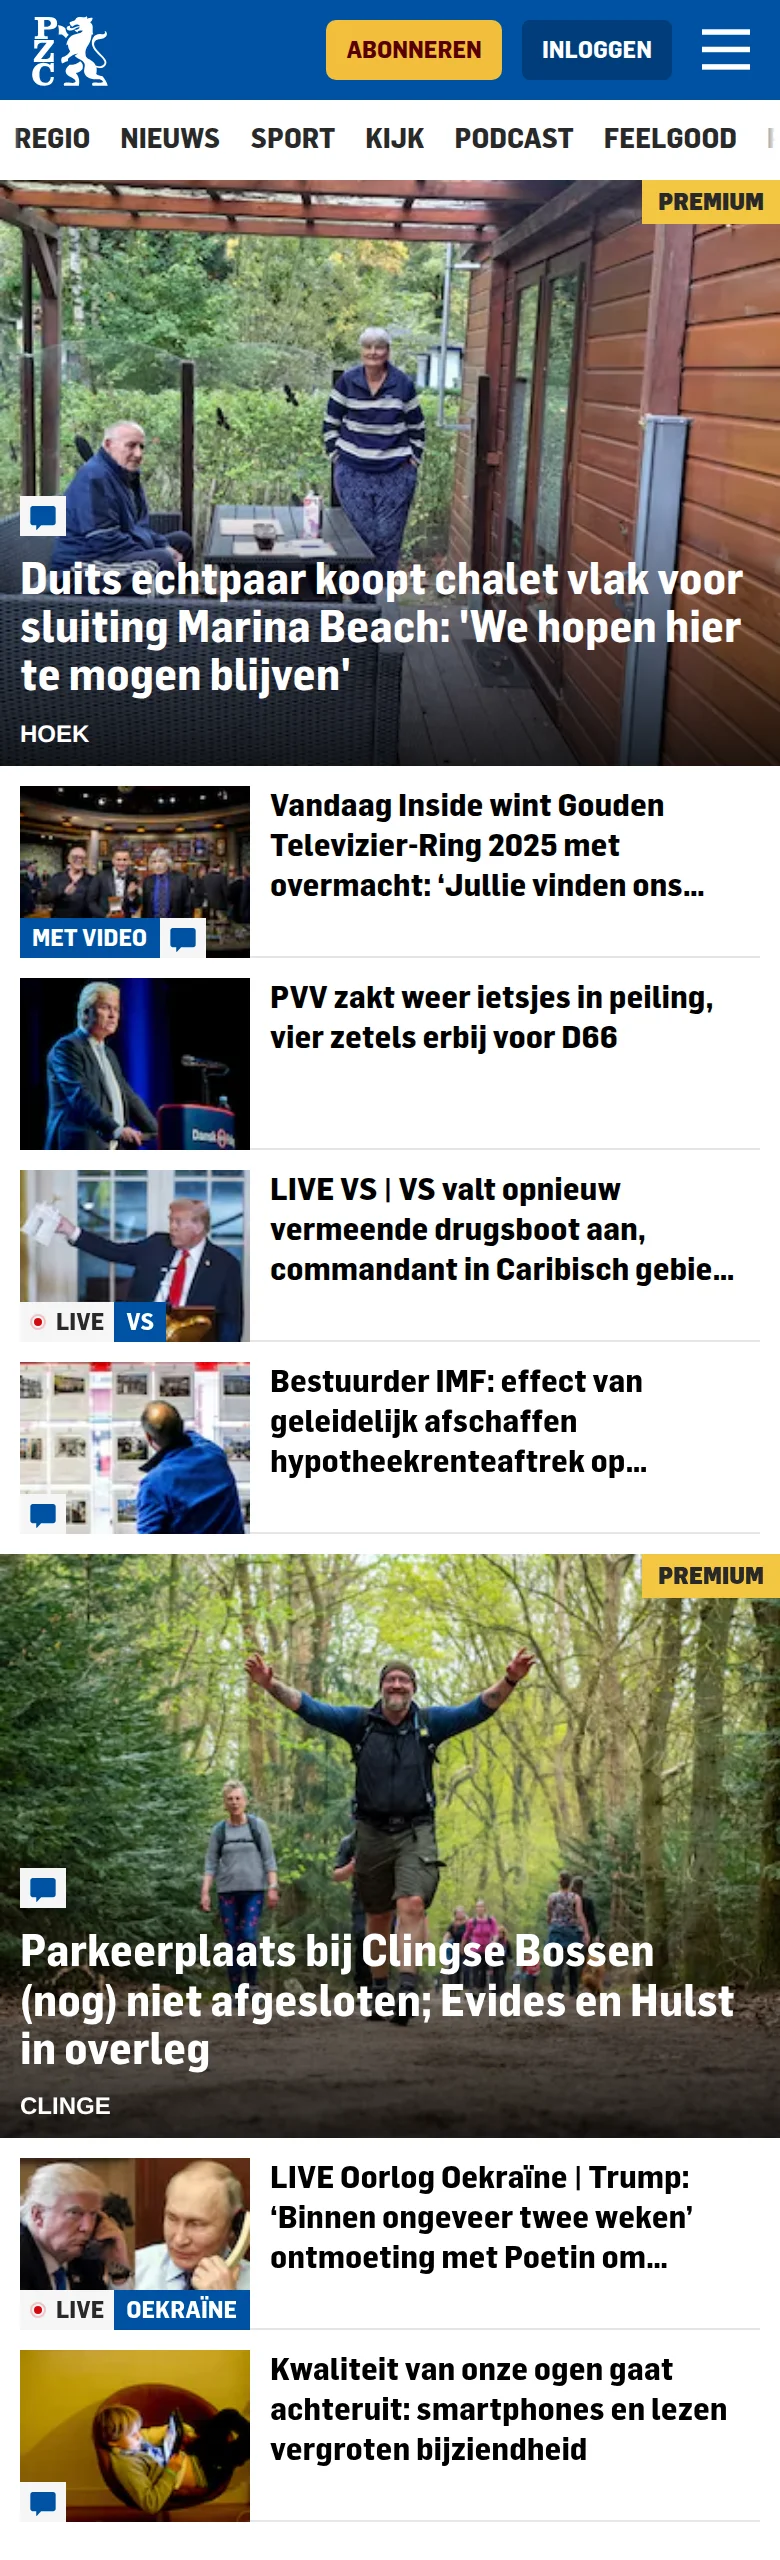 PZC
ABONNEREN
INLOGGEN
REGIO NIEUWS SPORT KIJK PODCAST FEELGOOD
PREMIUM
Duits echtpaar koopt chalet vlak voor
sluiting Marina Beach: 'We hopen hier
te mogen blijven'
HOEK
Vandaag Inside wint Gouden
Televizier-Ring 2025 met
overmacht: ‘Jullie vinden ons...
MET VIDEO
PVV zakt weer ietsjes in peiling,
vier zetels erbij voor D66
Dansk
LIVE VS | VS valt opnieuw
vermeende drugsboot aan,
commandant in Caribisch gebie...
LIVE VS
Bestuurder IMF: effect van
geleidelijk afschaffen
hypotheekrenteaftrek op...
PREMIUM
Parkeerplaats bij Clingse Bossen
(nog) niet afgesloten; Evides en Hulst
in overleg
CLINGE
LIVE Oorlog Oekraïne | Trump:
‘Binnen ongeveer twee weken’
ontmoeting met Poetin om...
LIVE OEKRAÏNE
Kwaliteit van onze ogen gaat
achteruit: smartphones en lezen
vergroten bijziendheid